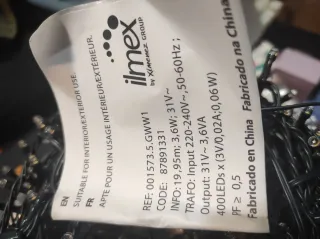 ilmex
by XIMENEZ GROUP
EN
SUITABLE FOR INTERIOR/EXTERIOR USE.
FR
APTE POUR UN USAGE INTÉRIEUR/EXTÉRIEUR.
REF: 001573.5.GWW1
CODE: 87891331
INFO: 19,95m; 3,6W; 31V~
TRAFO: Input 220-240V~,50-60Hz ;
Output: 31V~ 3,6VA
400LEDs x (3V/0,02A; 0,06W)
PF ≥ 0,5
Fabricado en China Fabricado na China